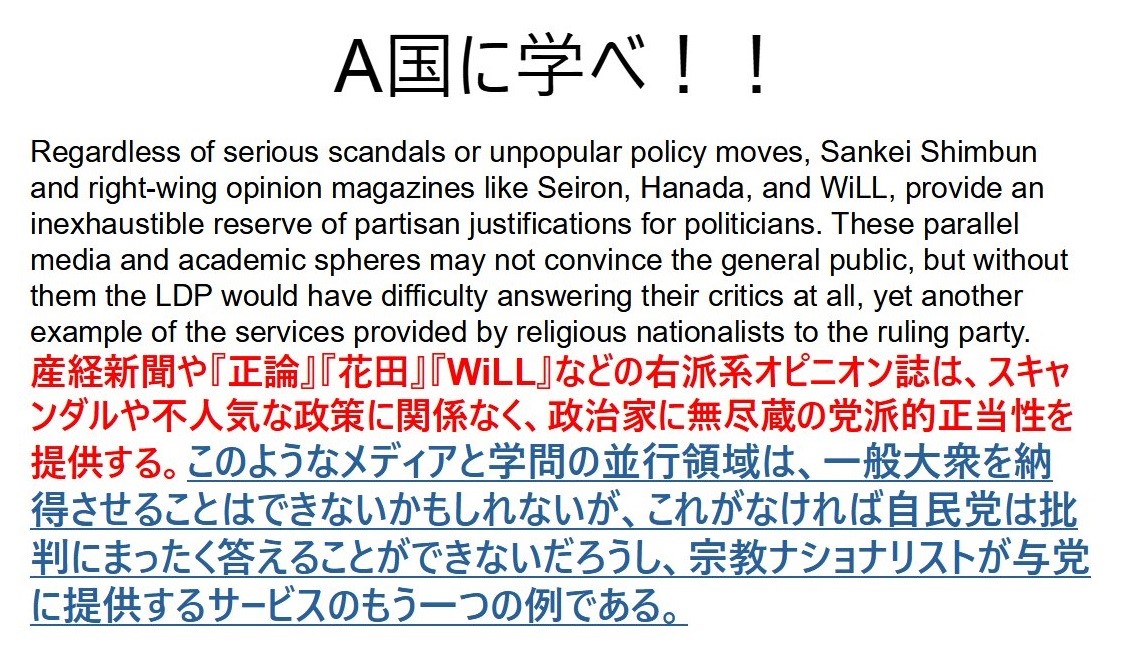 A国に学べ！！
Regardless of serious scandals or unpopular policy moves, Sankei Shimbun
and right-wing opinion magazines like Seiron, Hanada, and WiLL, provide an
inexhaustible reserve of partisan justifications for politicians. These parallel
media and academic spheres may not convince the general public, but without
them the LDP would have difficulty answering their critics at all, yet another
example of the services provided by religious nationalists to the ruling party.
産経新聞や『正論』『花田』『WiLL』などの右派系オピニオン誌は、スキャ
ンダルや不人気な政策に関係なく、政治家に無尽蔵の党派的正当性を
提供する。このようなメディアと学問の並行領域は、一般大衆を納
得させることはできないかもしれないが、これがなければ自民党は批
判にまったく答えることができないだろうし、宗教ナショナリストが与党
に提供するサービスのもう一つの例である。